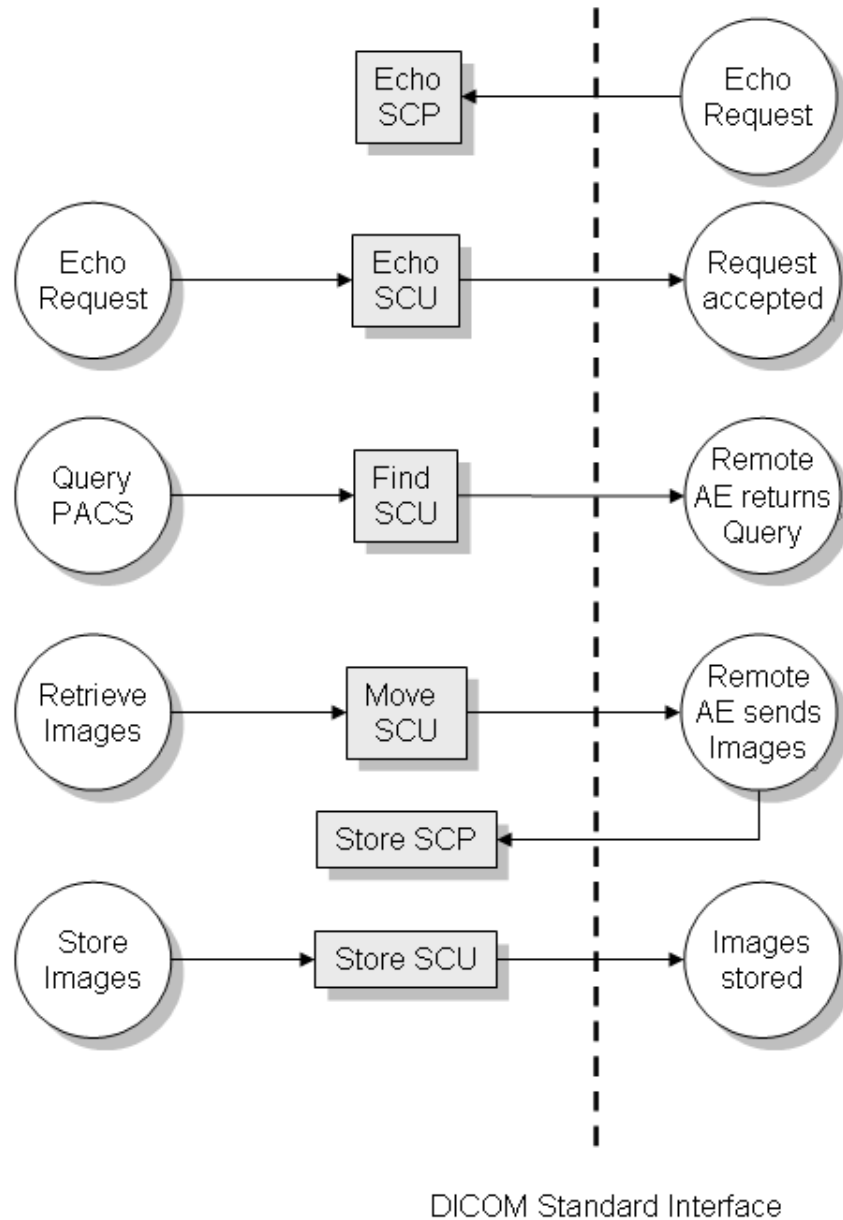 Echo
SCP
Echo
Request
Echo
Request
Echo
SCU
Request
accepted
Query
PACS
Find
SCU
Remote
AE returns
Query
Retrieve
Images
Move
SCU
Remote
AE sends
Images
Store SCP
Store
Images
Store SCU
Images
stored
DICOM Standard Interface